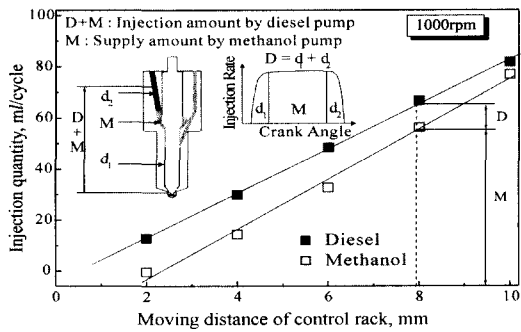 D+M : Injection amount by diesel pump
M : Supply amount by methanol pump
1000rpm
D = d₁ + d₂
Injection Rate
d₁
M
d₂
Crank Angle
d₂
M
d₁
D + M
D
M
Diesel
Methanol
Injection quantity, ml/cycle
80
60
40
20
0
0
2
4
6
8
10
Moving distance of control rack, mm